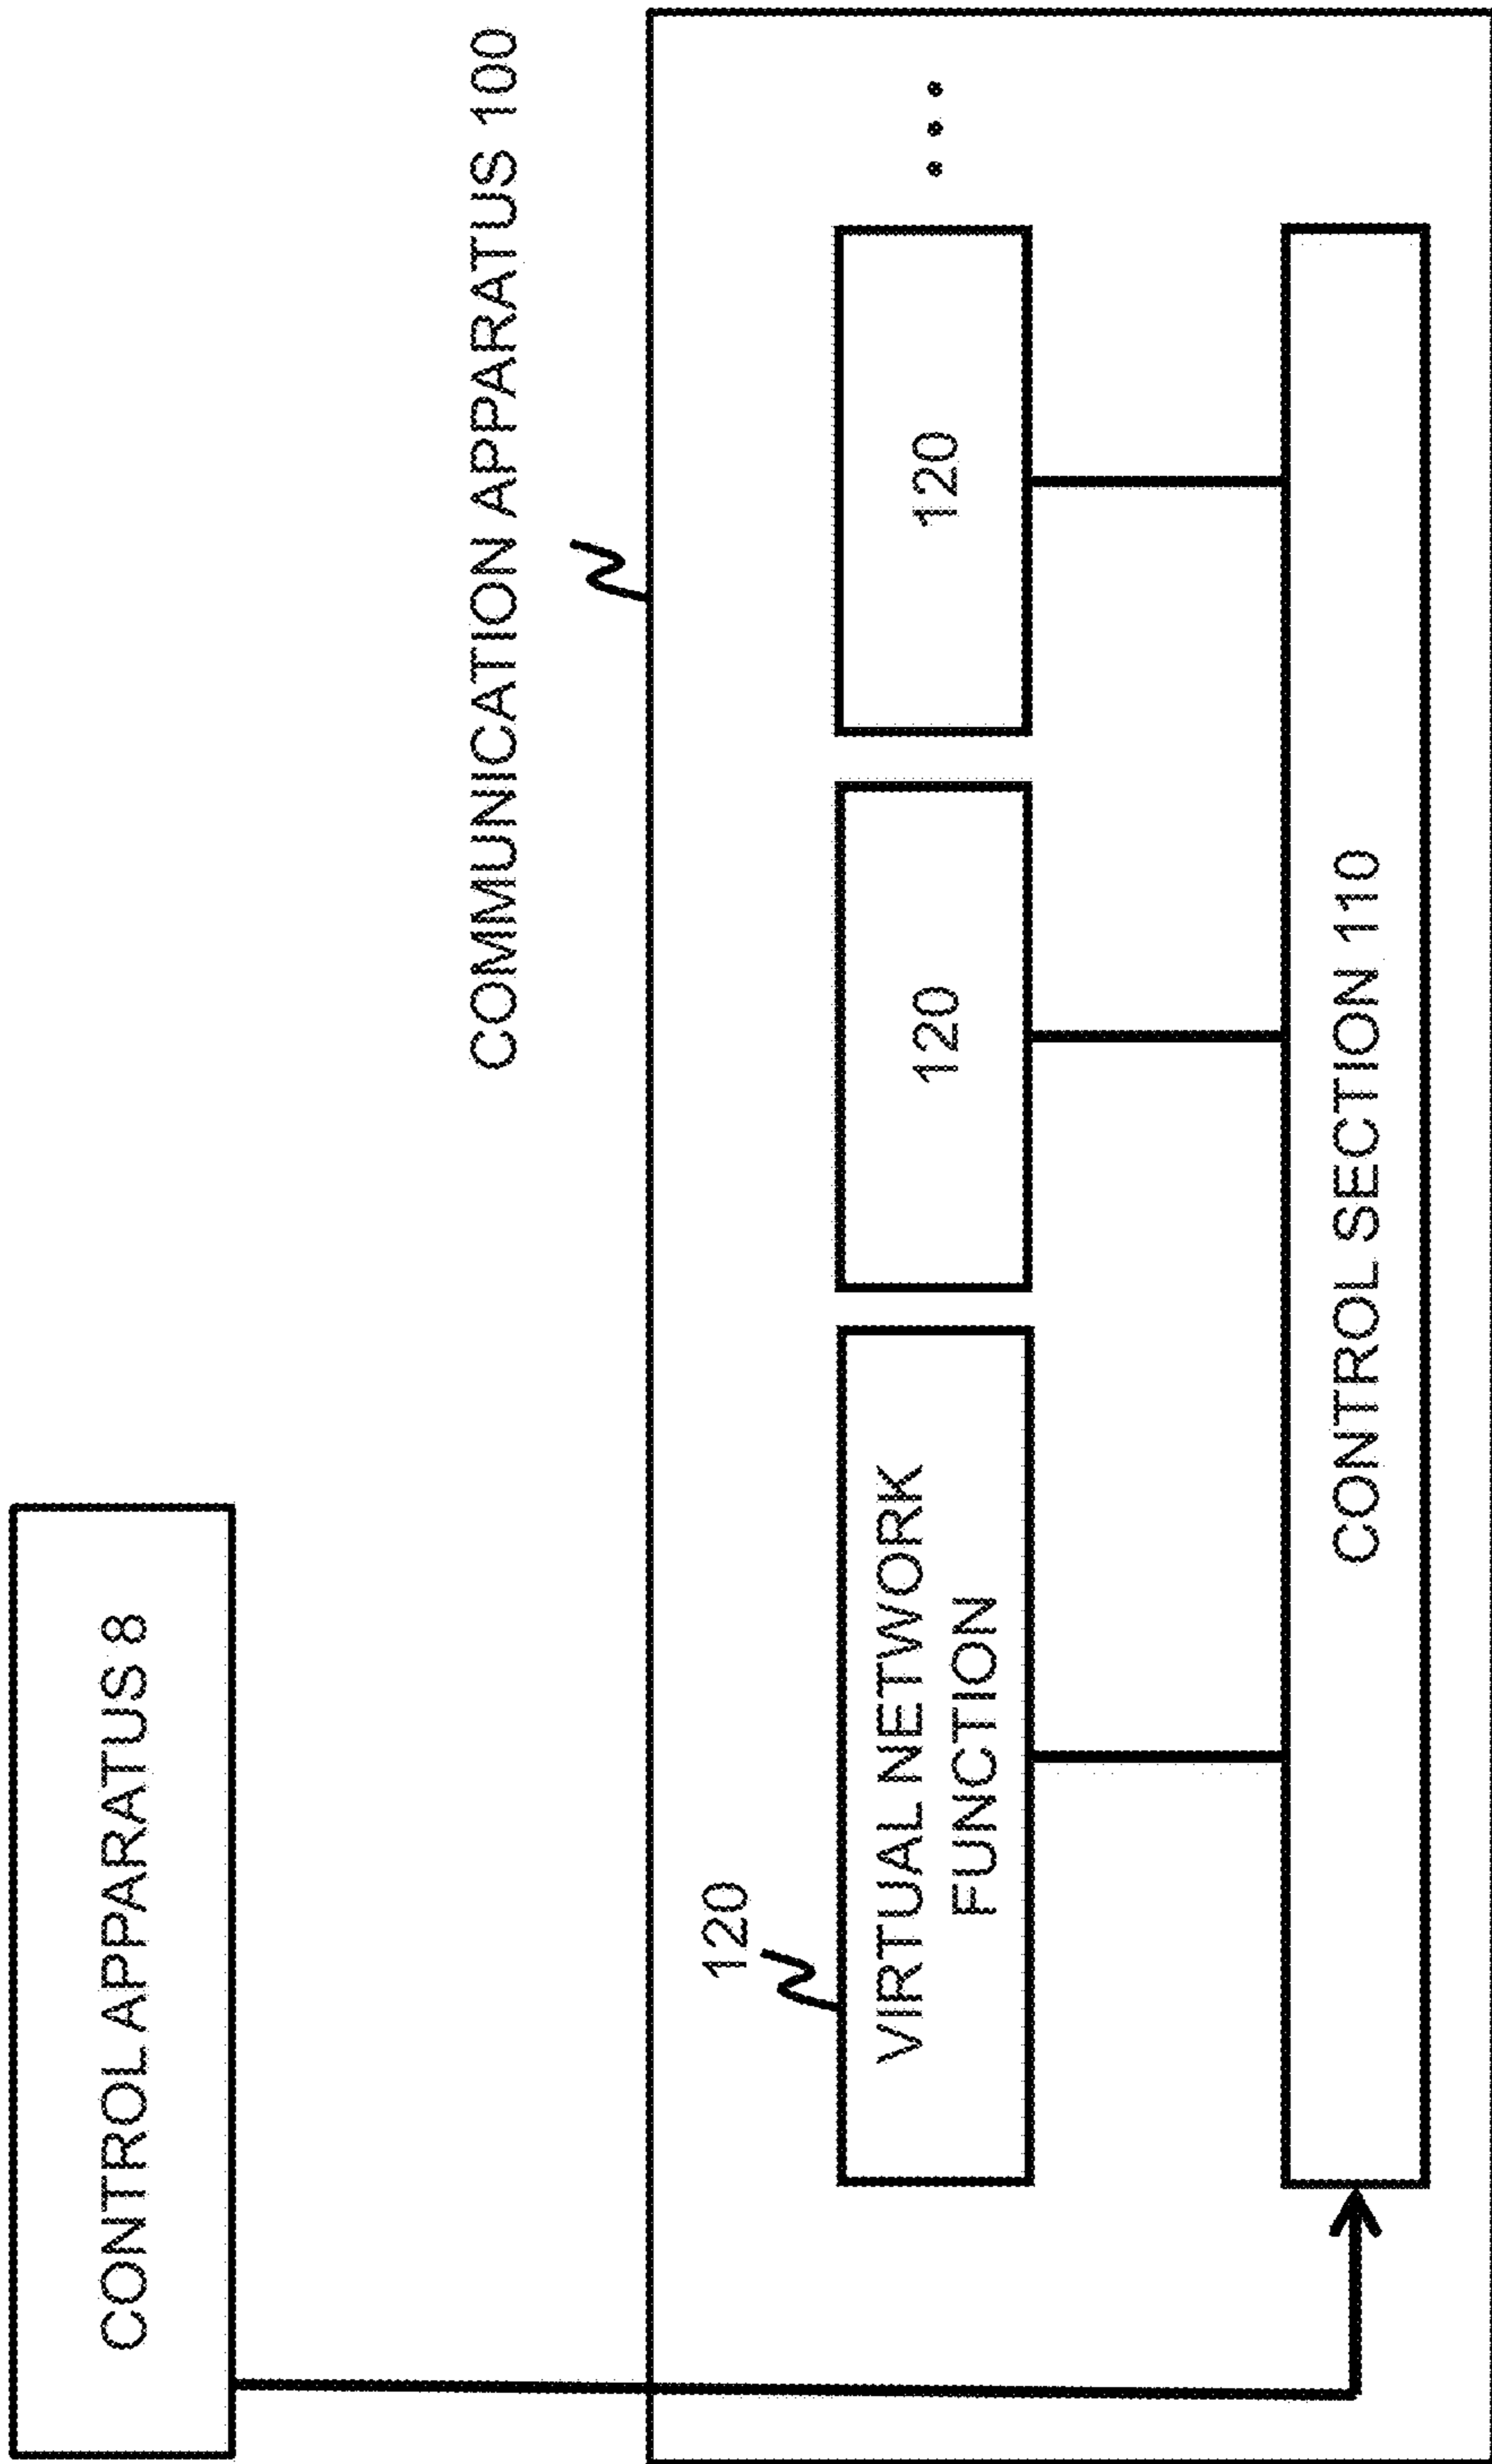 CONTROL APPARATUS 8
COMMUNICATION APPARATUS 100
120
VIRTUAL NETWORK
FUNCTION
120
120
CONTROL SECTION 110